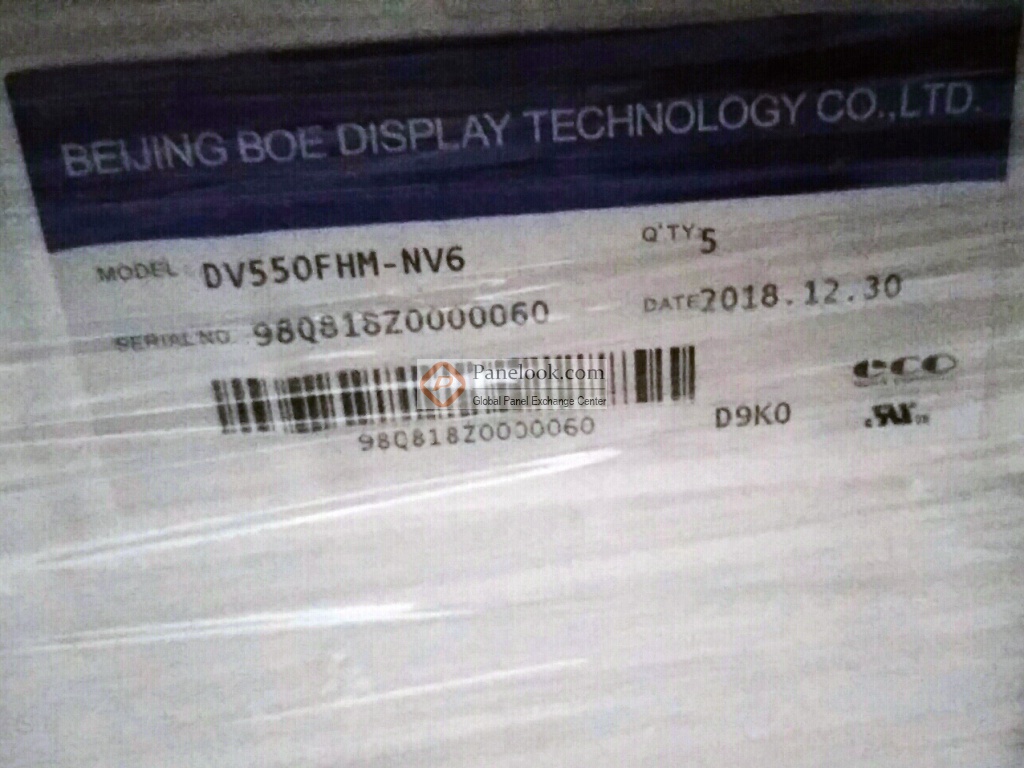 BEIJING BOE DISPLAY TECHNOLOGY CO.,LTD.
MODEL DV550FHM-NV6
Q'TY 5
SERIAL NO 98Q818Z0000060
DATE 2018.12.30
Panelook.com
Global Panel Exchange Center
98Q818Z0000060
D9K0
eco